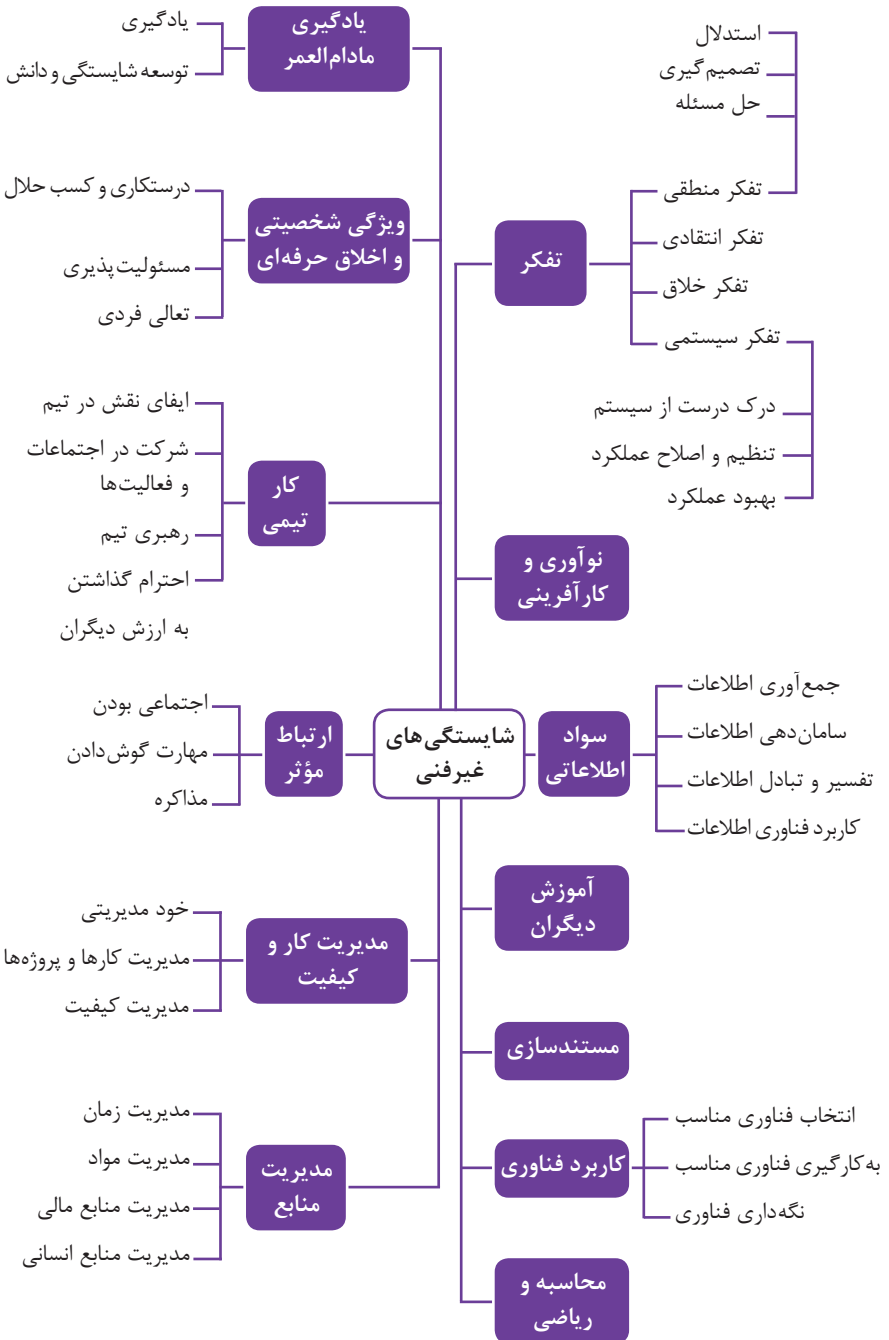 شایستگی‌های
غیرفنی
تفکر
استدلال
تصمیم‌گیری
حل مسئله
تفکر منطقی
تفکر انتقادی
تفکر خلاق
تفکر سیستمی
درک درست از سیستم
تنظیم و اصلاح عملکرد
بهبود عملکرد
نوآوری و
کارآفرینی
سواد
اطلاعاتی
جمع‌آوری اطلاعات
سامان‌دهی اطلاعات
تفسیر و تبادل اطلاعات
کاربرد فناوری اطلاعات
آموزش
دیگران
مستندسازی
کاربرد فناوری
انتخاب فناوری مناسب
به‌کارگیری فناوری مناسب
نگه‌داری فناوری
محاسبه و
ریاضی
یادگیری
مادام‌العمر
یادگیری
توسعه شایستگی و دانش
ویژگی شخصیتی
و اخلاق حرفه‌ای
درستکاری و کسب حلال
مسئولیت‌پذیری
تعالی فردی
کار
تیمی
ایفای نقش در تیم
شرکت در اجتماعات
و فعالیت‌ها
رهبری تیم
احترام گذاشتن
به ارزش دیگران
ارتباط
مؤثر
اجتماعی بودن
مهارت گوش‌دادن
مذاکره
مدیریت کار و
کیفیت
خود مدیریتی
مدیریت کارها و پروژه‌ها
مدیریت کیفیت
مدیریت
منابع
مدیریت زمان
مدیریت مواد
مدیریت منابع مالی
مدیریت منابع انسانی